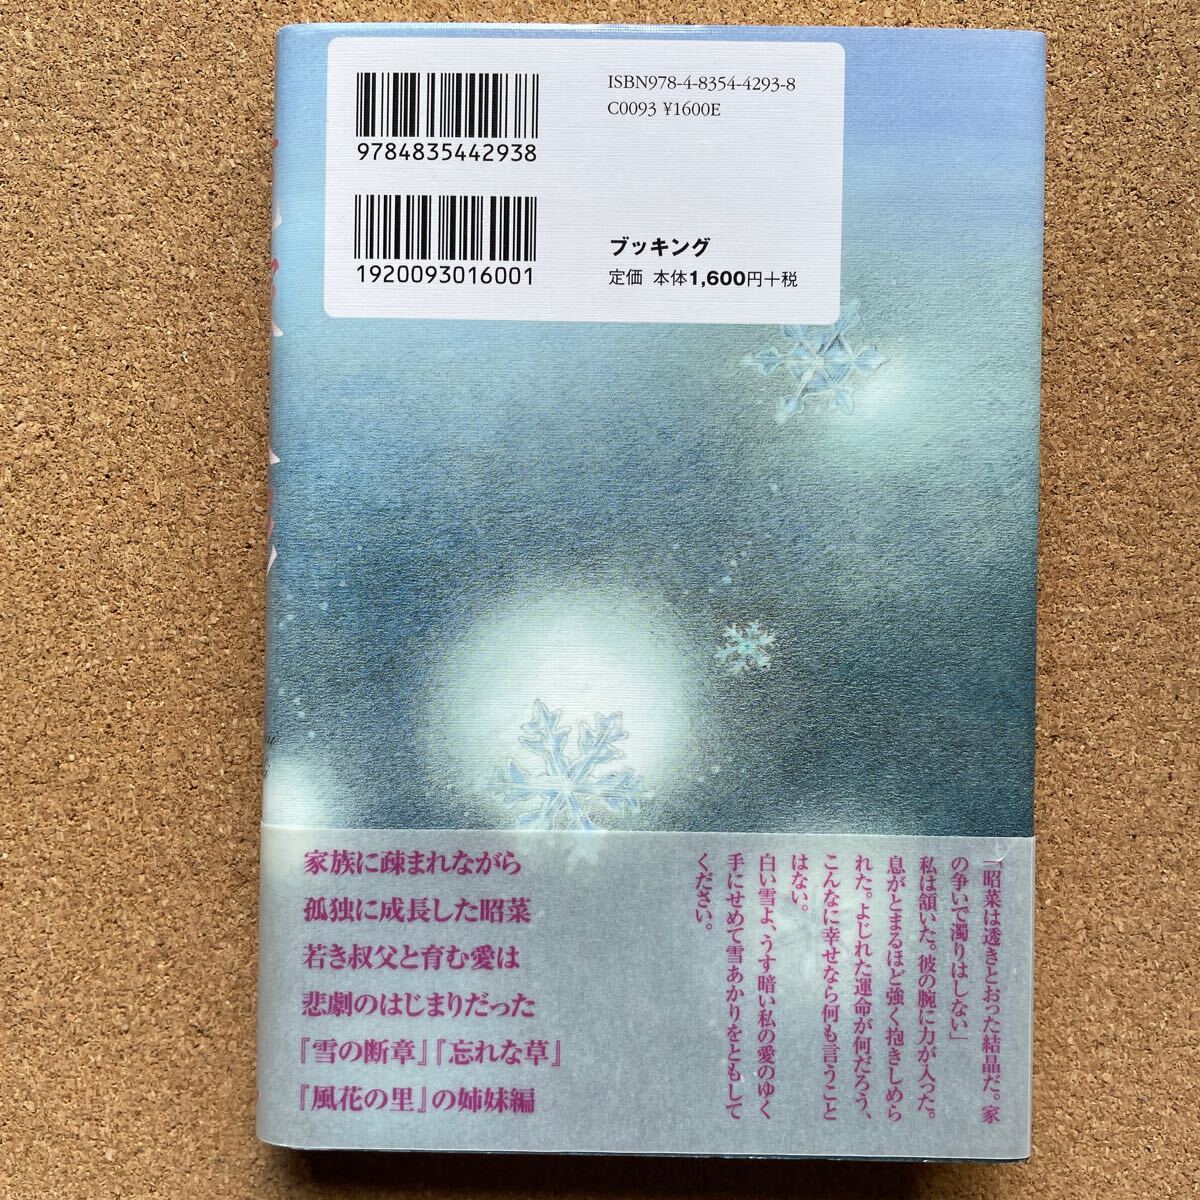 ISBN978-4-8354-4293-8
C0093 ¥1600E
9784835442938
1920093016001
ブッキング
定価 本体1,600円+税
「昭菜は透きとおった結晶だ。家
の争いで濁りはしない」
私は頷いた。彼の腕に力が入った。
息がとまるほど強く抱きしめら
れた。よじれた運命が何だろう、
こんなに幸せなら何も言うこと
はない。
白い雪よ、うす暗い私の愛のゆく
手にせめて雪あかりをともして
ください。
家族に疎まれながら
孤独に成長した昭菜
若き叔父と育む愛は
悲劇のはじまりだった
『雪の断章』『忘れな草』
『風花の里』の姉妹編